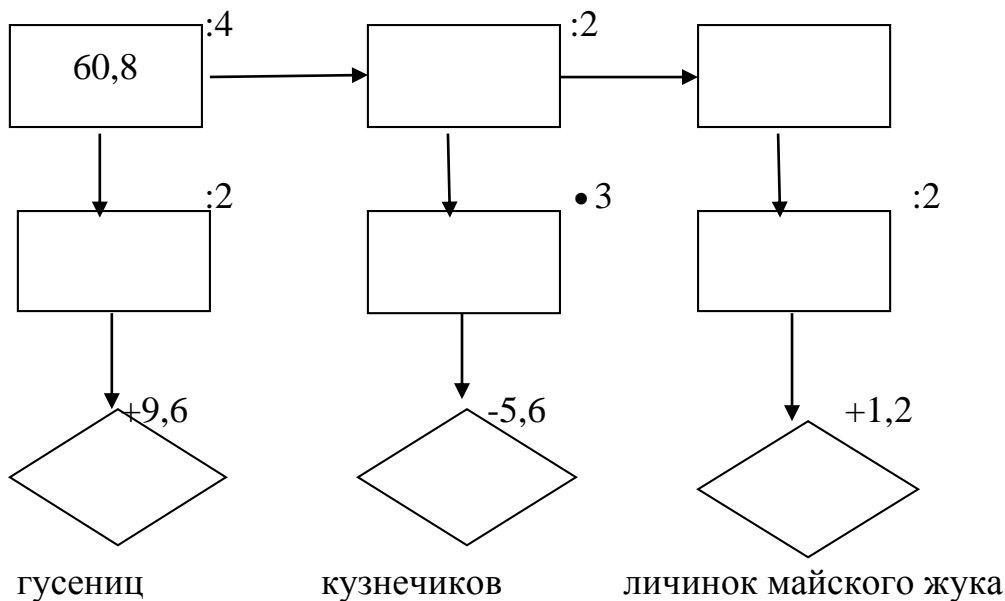 :4 :2
60,8
:2 • 3 :2
+9,6 -5,6 +1,2
гусениц кузнечиков личинок майского жука